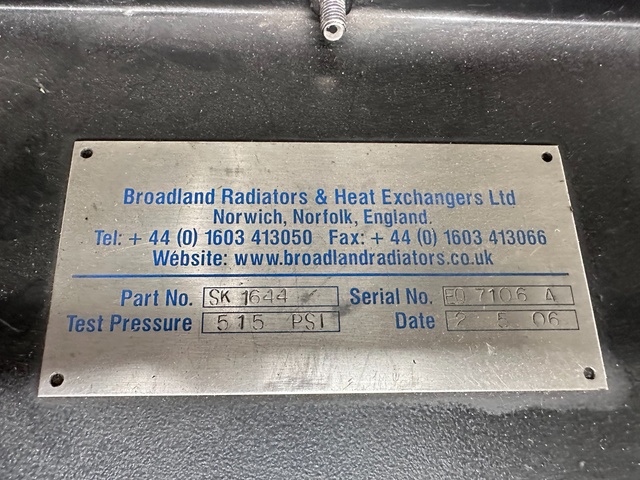 Broadland Radiators & Heat Exchangers Ltd
Norwich, Norfolk, England.
Tel: + 44 (0) 1603 413050 Fax: + 44 (0) 1603 413066
Website: www.broadlandradiators.co.uk
Part No. SK 1644 Serial No. EO 7106 A
Test Pressure 515 PSI Date 2 5 06